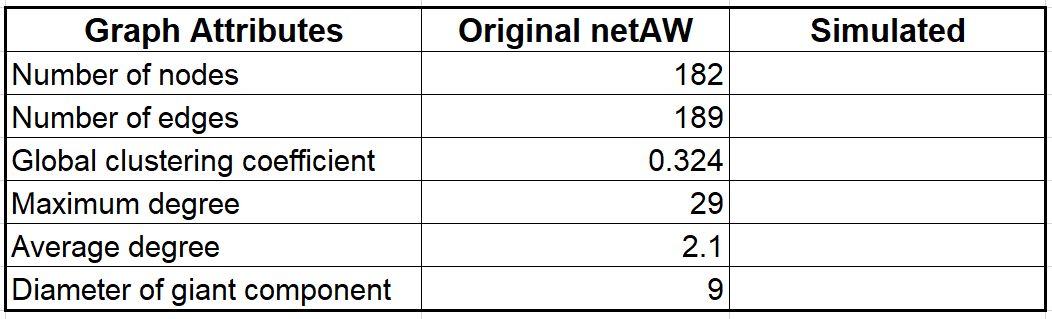 Graph Attributes Original netAW Simulated
Number of nodes 182
Number of edges 189
Global clustering coefficient 0.324
Maximum degree 29
Average degree 2.1
Diameter of giant component 9